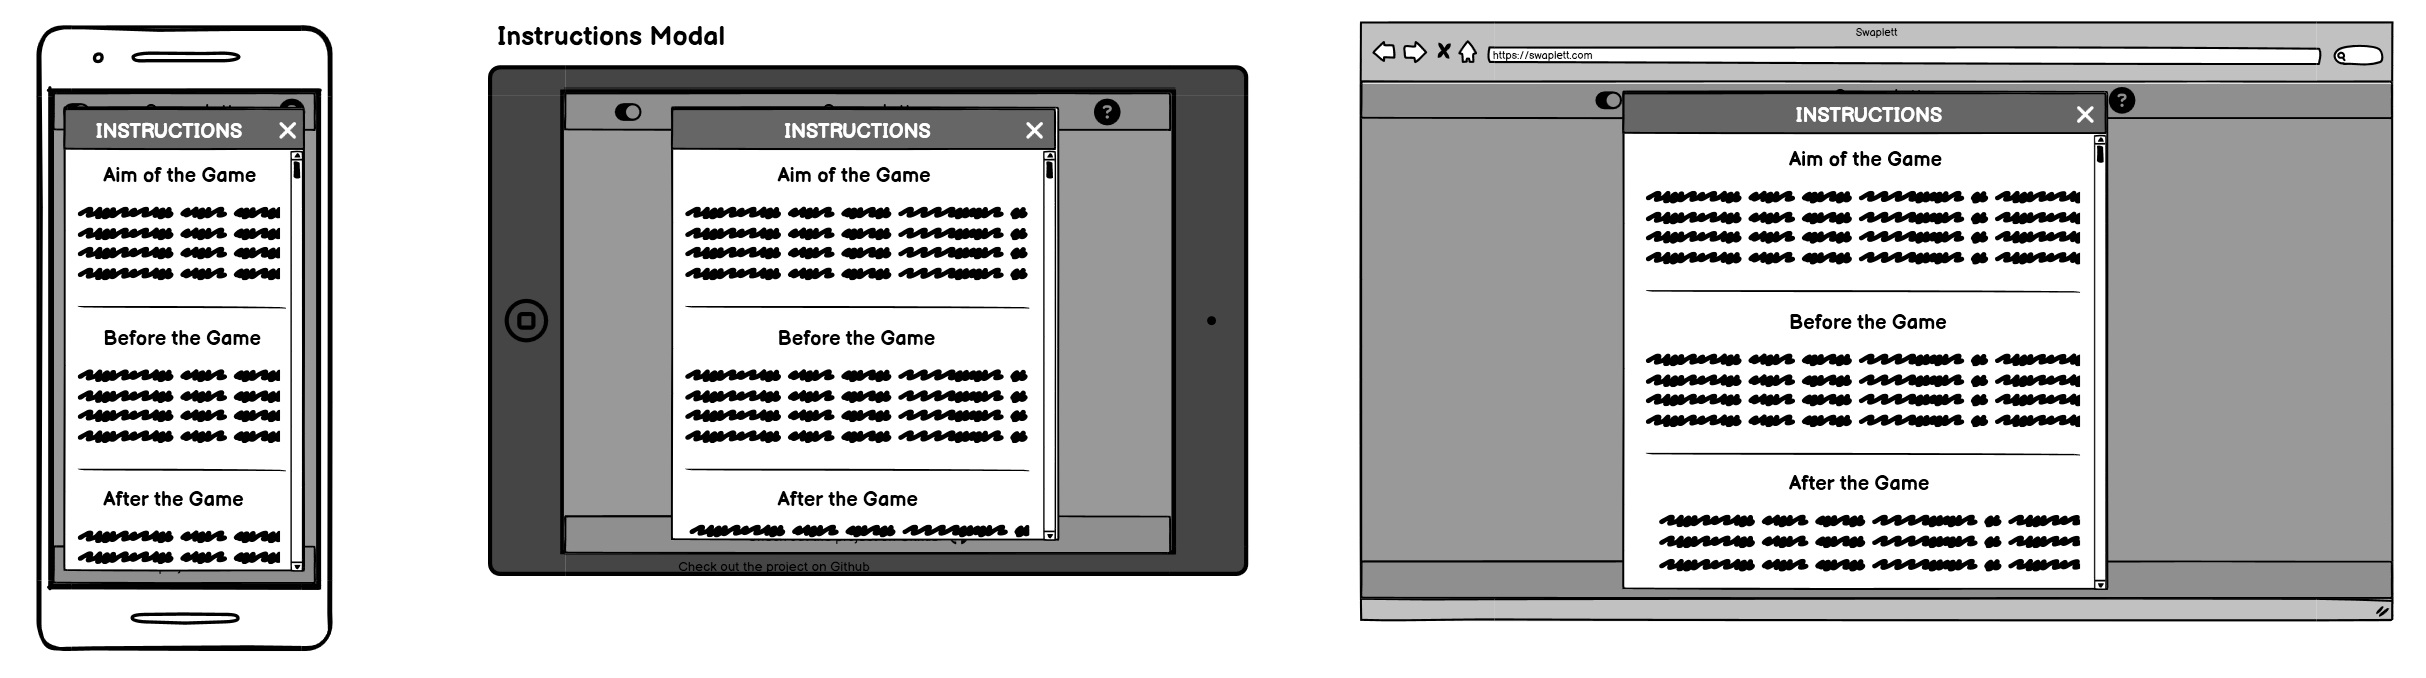 Instructions Modal
INSTRUCTIONS
Aim of the Game
Before the Game
After the Game
INSTRUCTIONS
?
Aim of the Game
Before the Game
After the Game
Check out the project on Github
Swaplett
https://swaplett.com
INSTRUCTIONS
?
Aim of the Game
Before the Game
After the Game